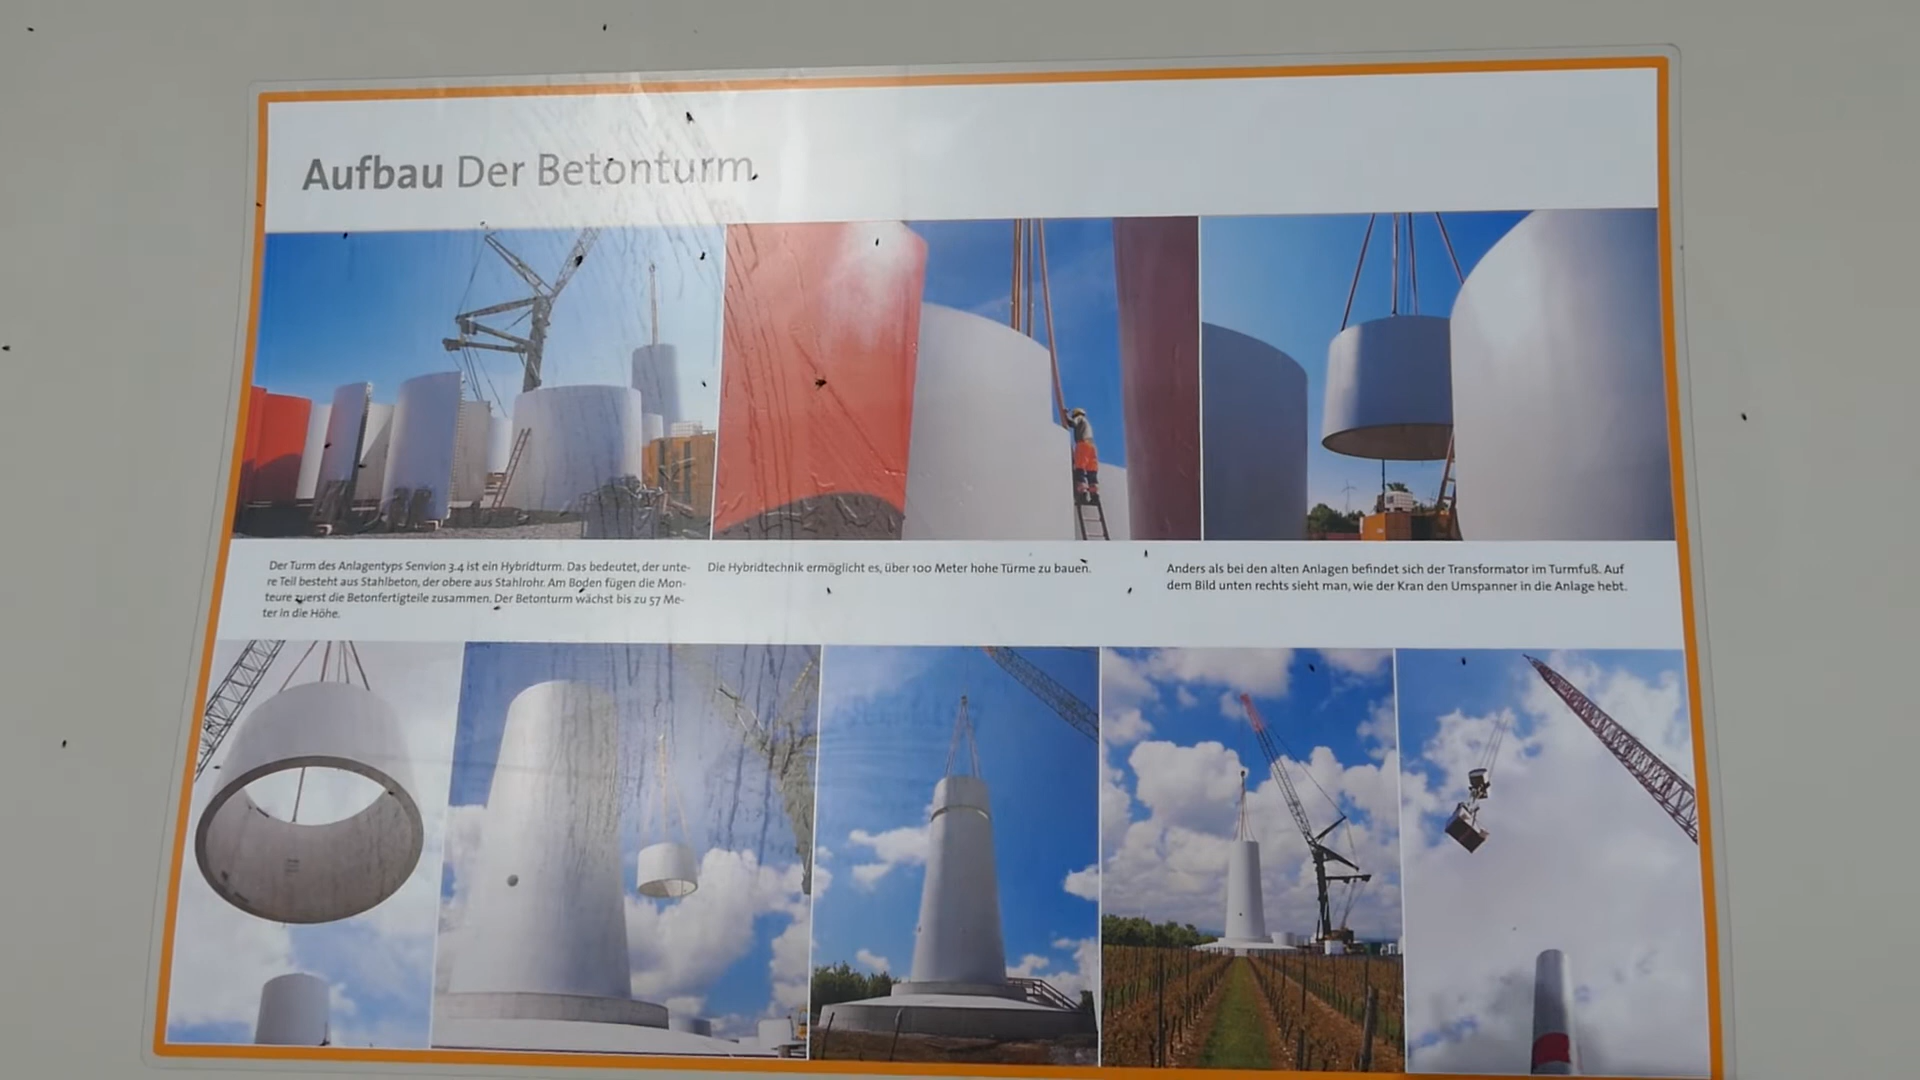 Aufbau Der Betonturm.
Der Turm des Anlagentyps Senvion 3.4 ist ein Hybridturm. Das bedeutet, der unte-
re Teil besteht aus Stahlbeton, der obere aus Stahlrohr. Am Boden fügen die Mon-
teure zuerst die Betonfertigteile zusammen. Der Betonturm wächst bis zu 57 Me-
ter in die Höhe.
Die Hybridtechnik ermöglicht es, über 100 Meter hohe Türme zu bauen.
Anders als bei den alten Anlagen befindet sich der Transformator im Turmfuß. Auf
dem Bild unten rechts sieht man, wie der Kran den Umspanner in die Anlage hebt.